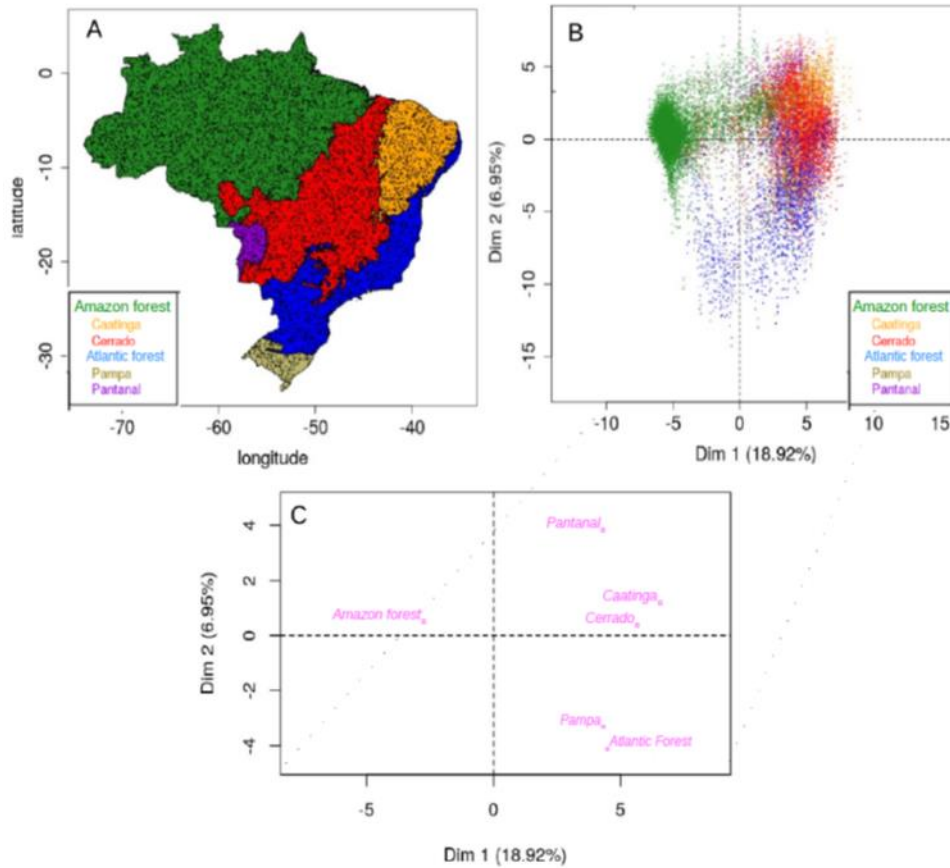 A
0
-10
-20
-30
latitude
Amazon forest
Caatinga
Cerrado
Atlantic forest
Pampa
Pantanal
-70
-60
-50
-40
longitude
B
5
0
-5
-10
-15
Dim 2 (6.95%)
Amazon forest
Caatinga
Cerrado
Atlantic forest
Pampa
Pantanal
-10
-5
0
5
10
15
Dim 1 (18.92%)
C
4
2
0
-2
-4
Dim 2 (6.95%)
Pantanal
Caatinga
Cerrado
Amazon forest
Pampa
Atlantic Forest
-5
0
5
Dim 1 (18.92%)